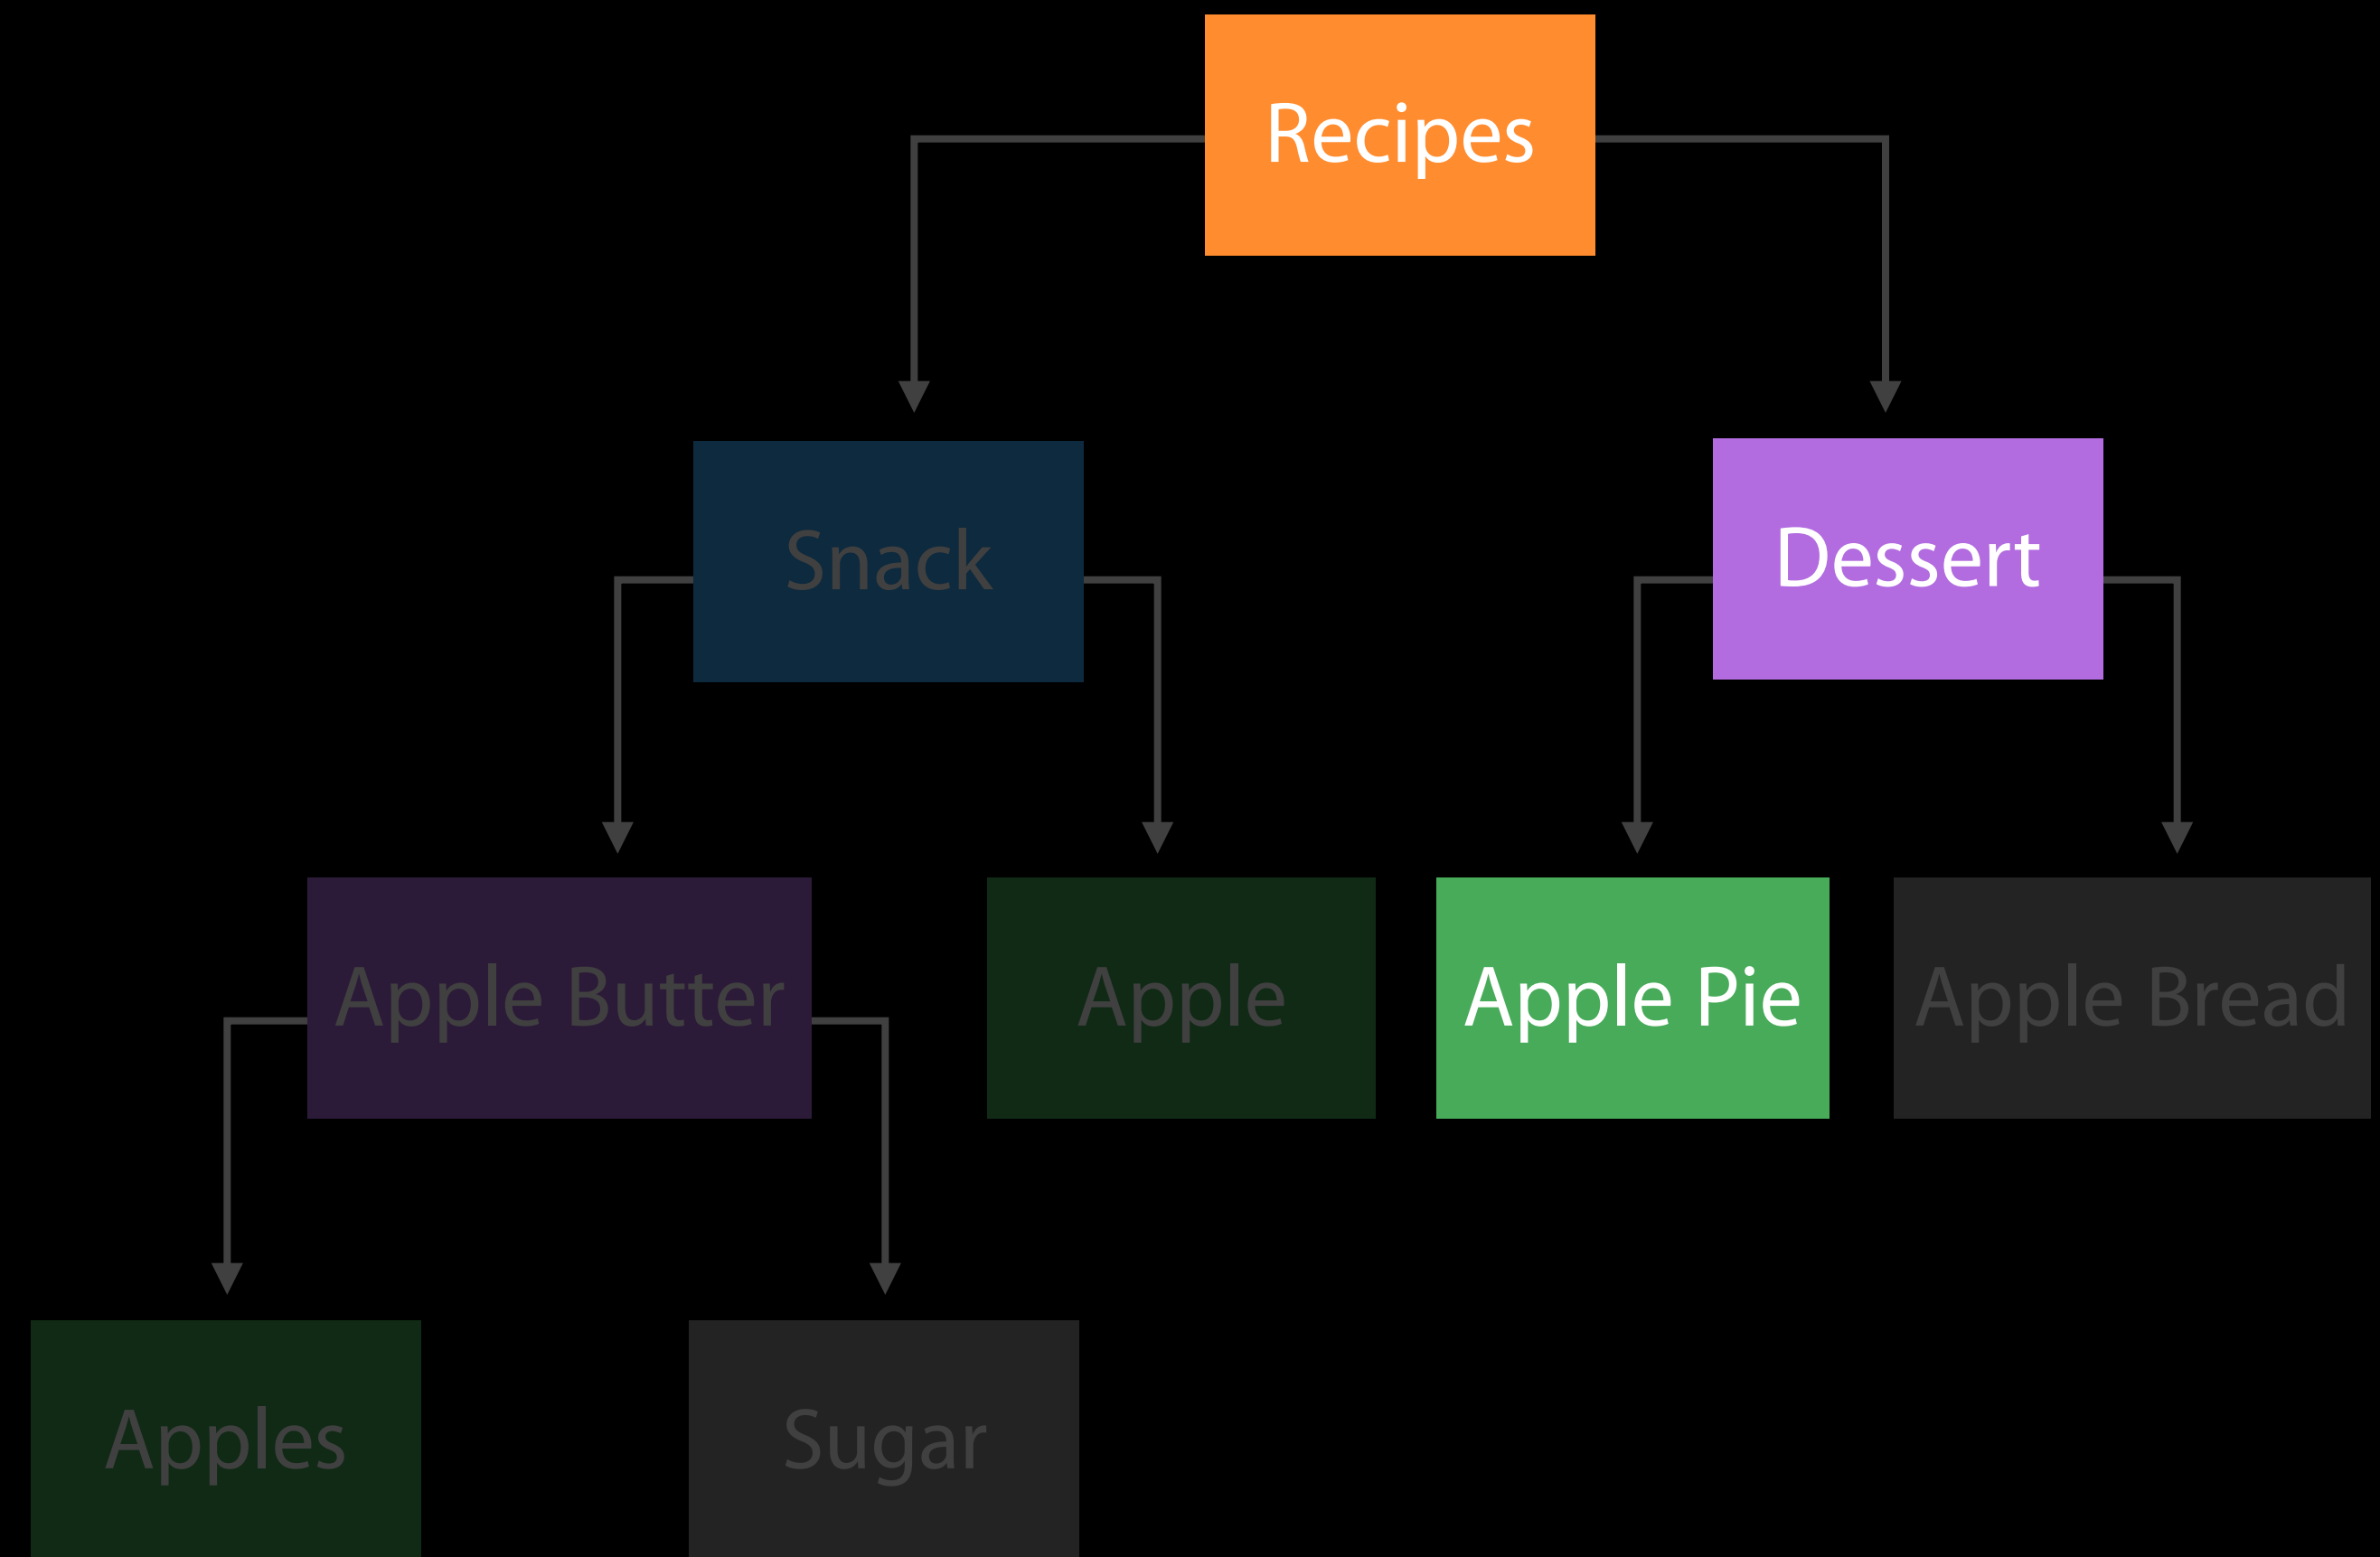 Recipes
Snack
Dessert
Apple Butter
Apple
Apple Pie
Apple Bread
Apples
Sugar